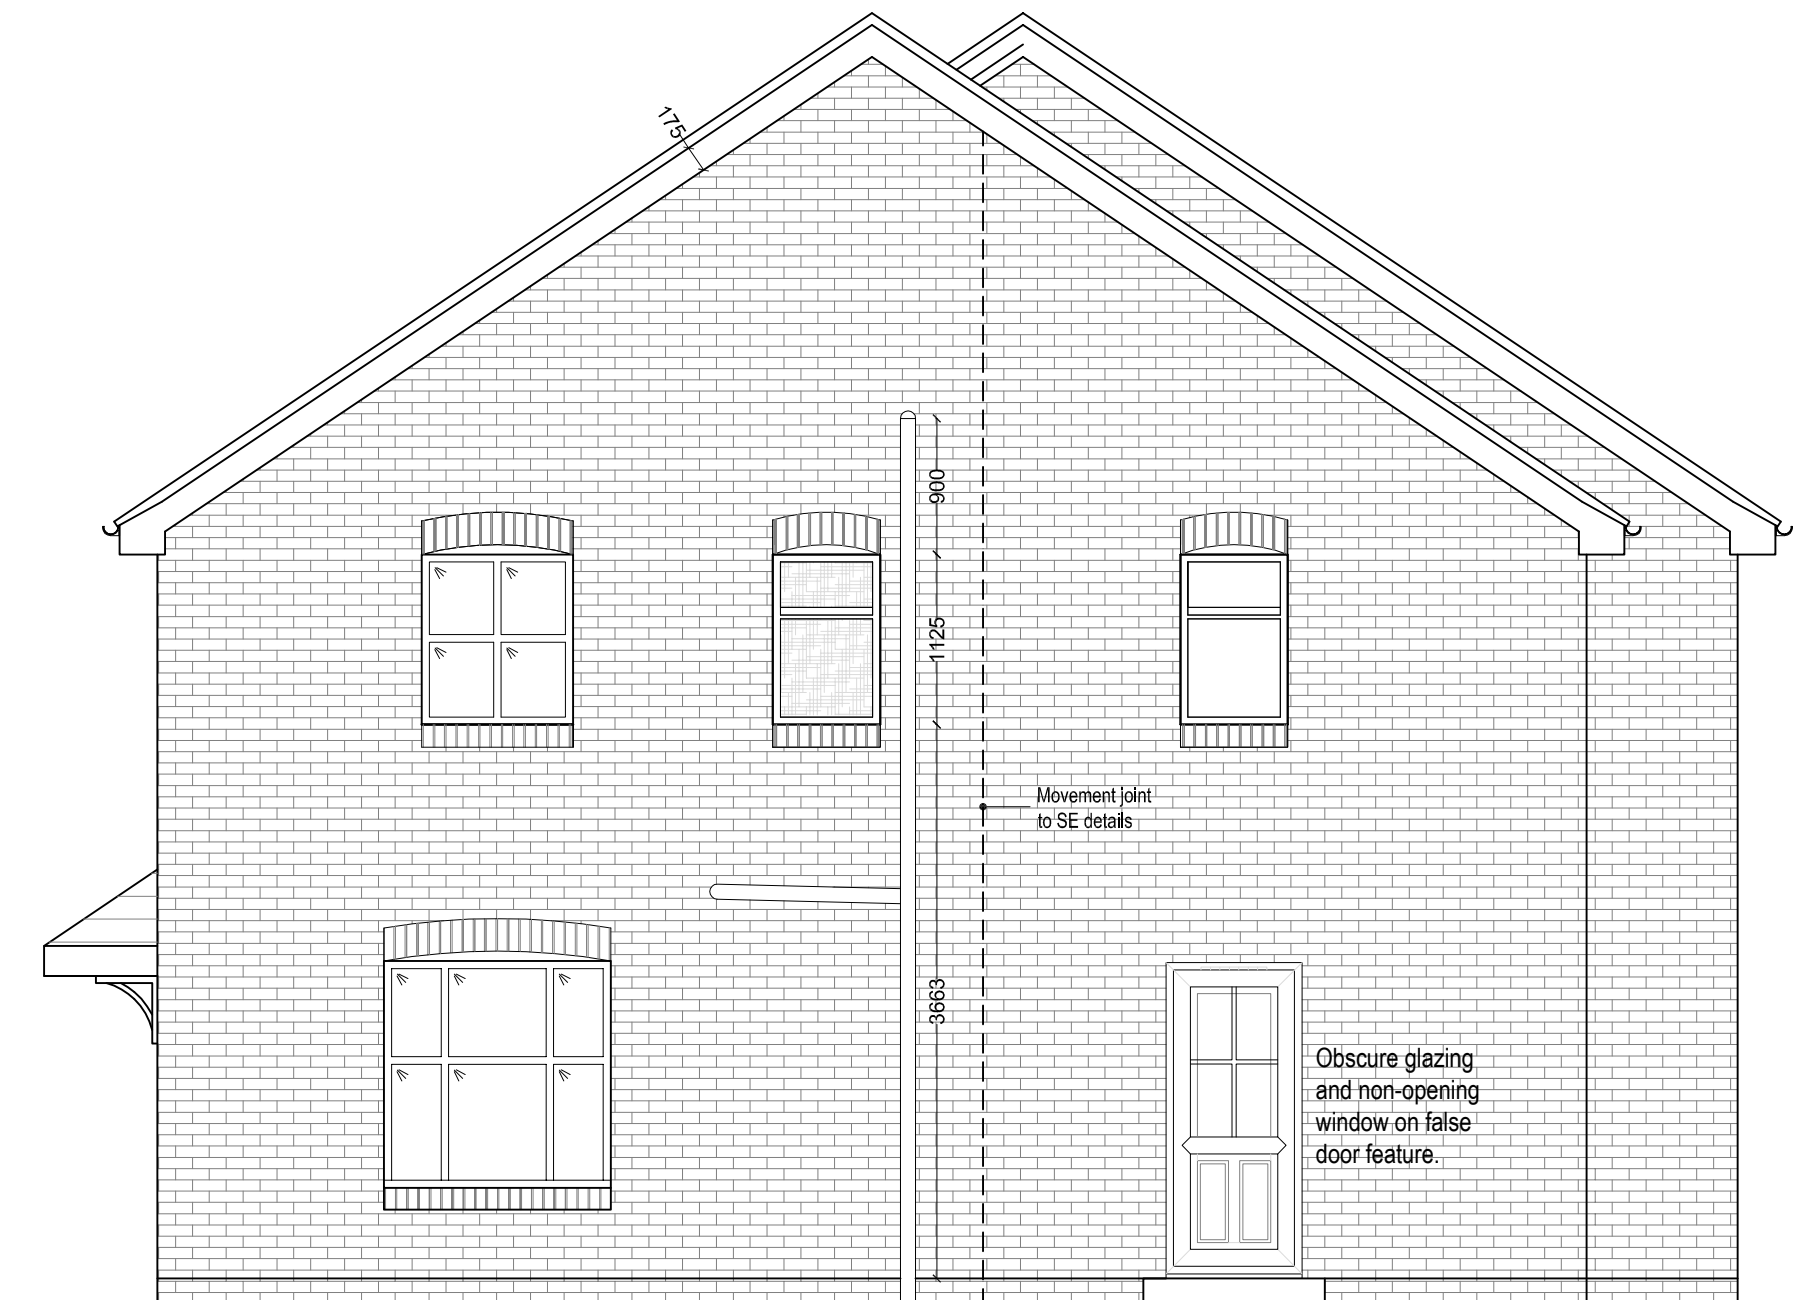 175
900
1125
Movement joint
to SE details
3663
Obscure glazing
and non-opening
window on false
door feature.